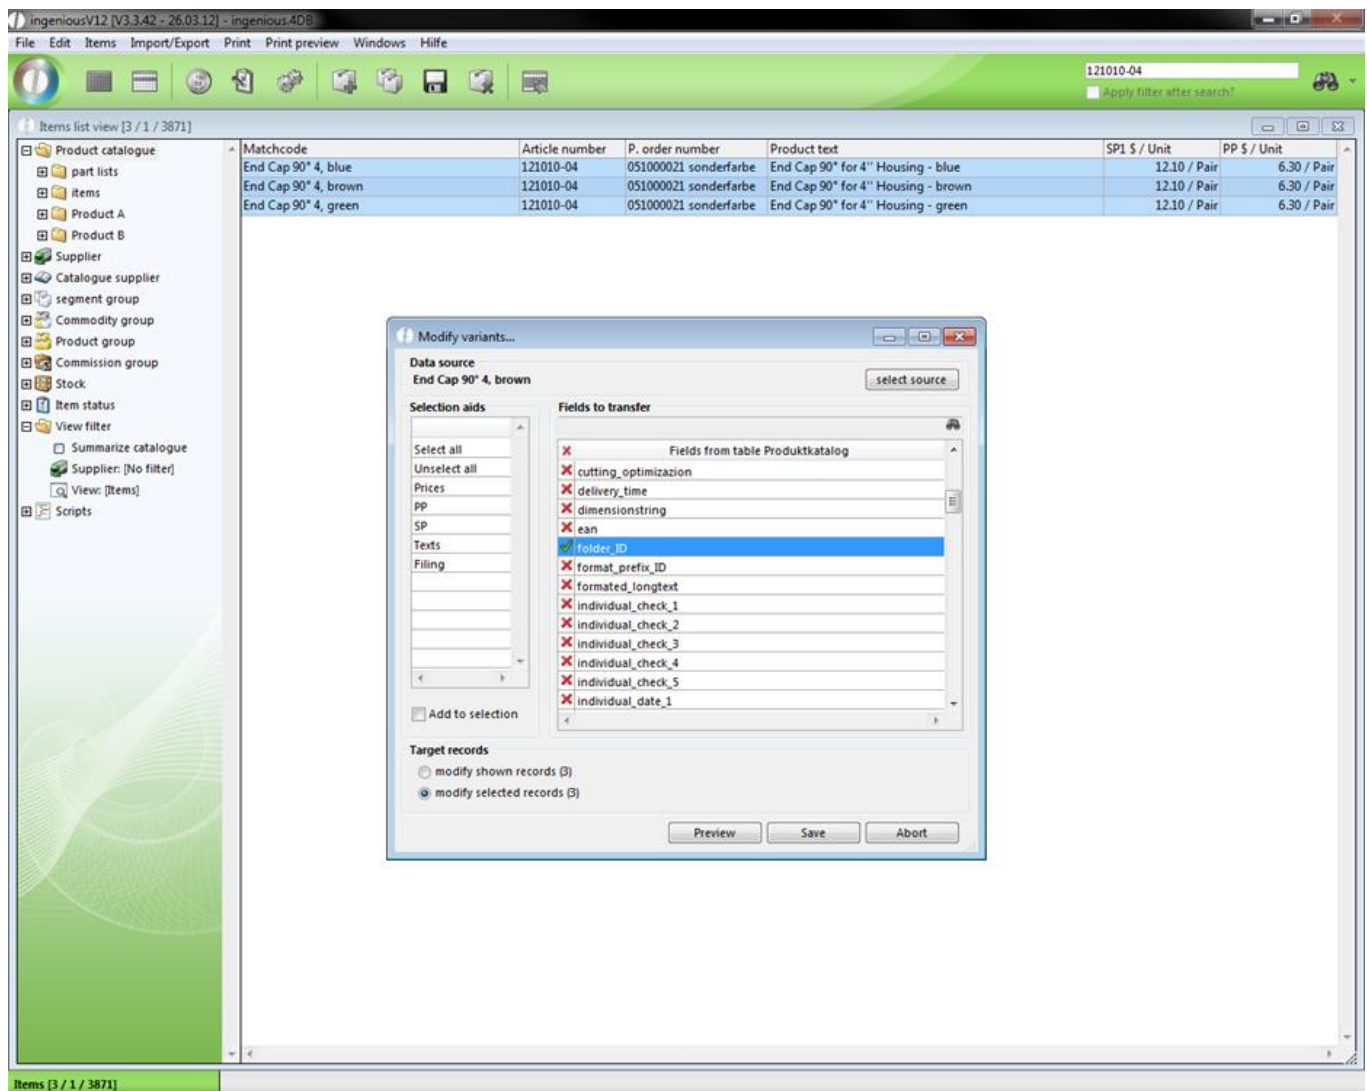 ingeniousV12 [V3.3.42 - 26.03.12] - ingenious.4DB
File Edit Items Import/Export Print Print preview Windows Hilfe
121010-04
Apply filter after search?
Items list view [3 / 1 / 3871]
Product catalogue
part lists
items
Product A
Product B
Supplier
Catalogue supplier
segment group
Commodity group
Product group
Commission group
Stock
Item status
View filter
Summarize catalogue
Supplier: [No filter]
View: [Items]
Scripts
Matchcode Article number P. order number Product text SP1 $ / Unit PP $ / Unit
End Cap 90° 4, blue 121010-04 051000021 sonderfarbe End Cap 90° for 4'' Housing - blue 12.10 / Pair 6.30 / Pair
End Cap 90° 4, brown 121010-04 051000021 sonderfarbe End Cap 90° for 4'' Housing - brown 12.10 / Pair 6.30 / Pair
End Cap 90° 4, green 121010-04 051000021 sonderfarbe End Cap 90° for 4'' Housing - green 12.10 / Pair 6.30 / Pair
Modify variants...
Data source
End Cap 90° 4, brown
select source
Selection aids
Select all
Unselect all
Prices
PP
SP
Texts
Filing
Add to selection
Fields to transfer
Fields from table Produktkatalog
cutting_optimizazion
delivery_time
dimensionstring
ean
folder_ID
format_prefix_ID
formated_longtext
individual_check_1
individual_check_2
individual_check_3
individual_check_4
individual_check_5
individual_date_1
Target records
modify shown records (3)
modify selected records (3)
Preview Save Abort
Items [3 / 1 / 3871]